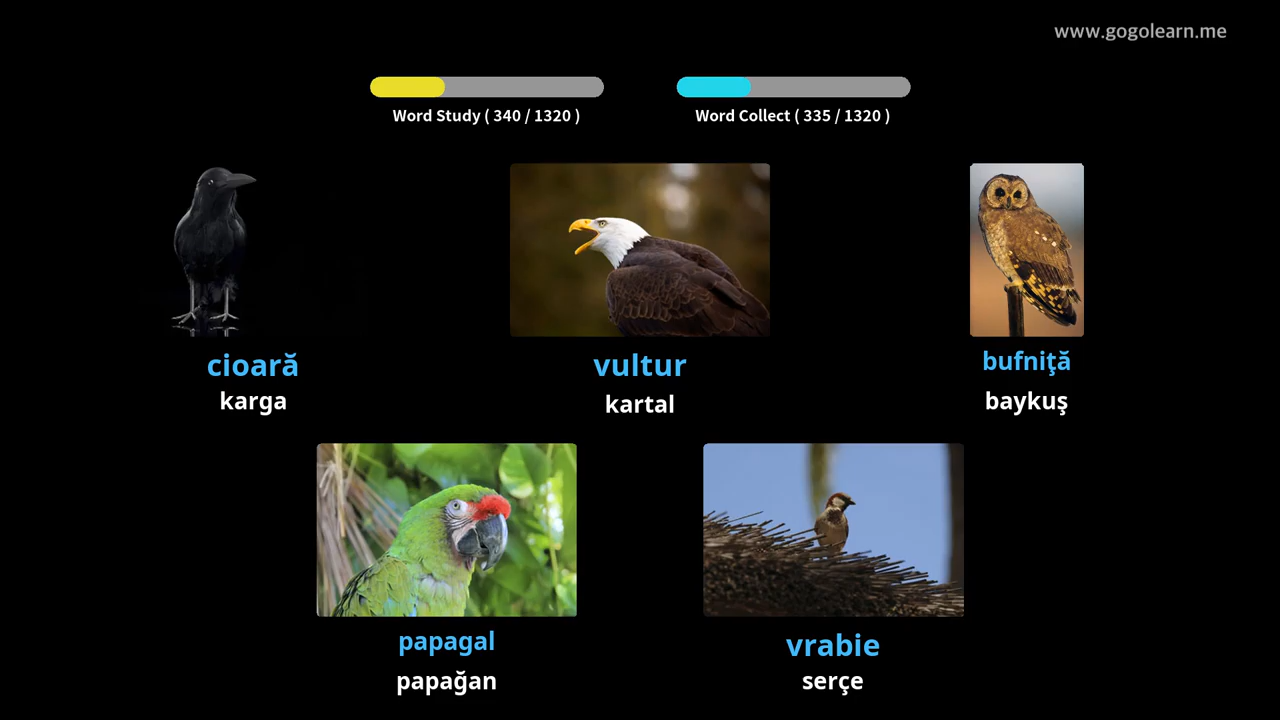 www.gogolearn.me
Word Study ( 340 / 1320 )
Word Collect ( 335 / 1320 )
cioară
karga
vultur
kartal
bufniţă
baykuş
papagal
papağan
vrabie
serçe